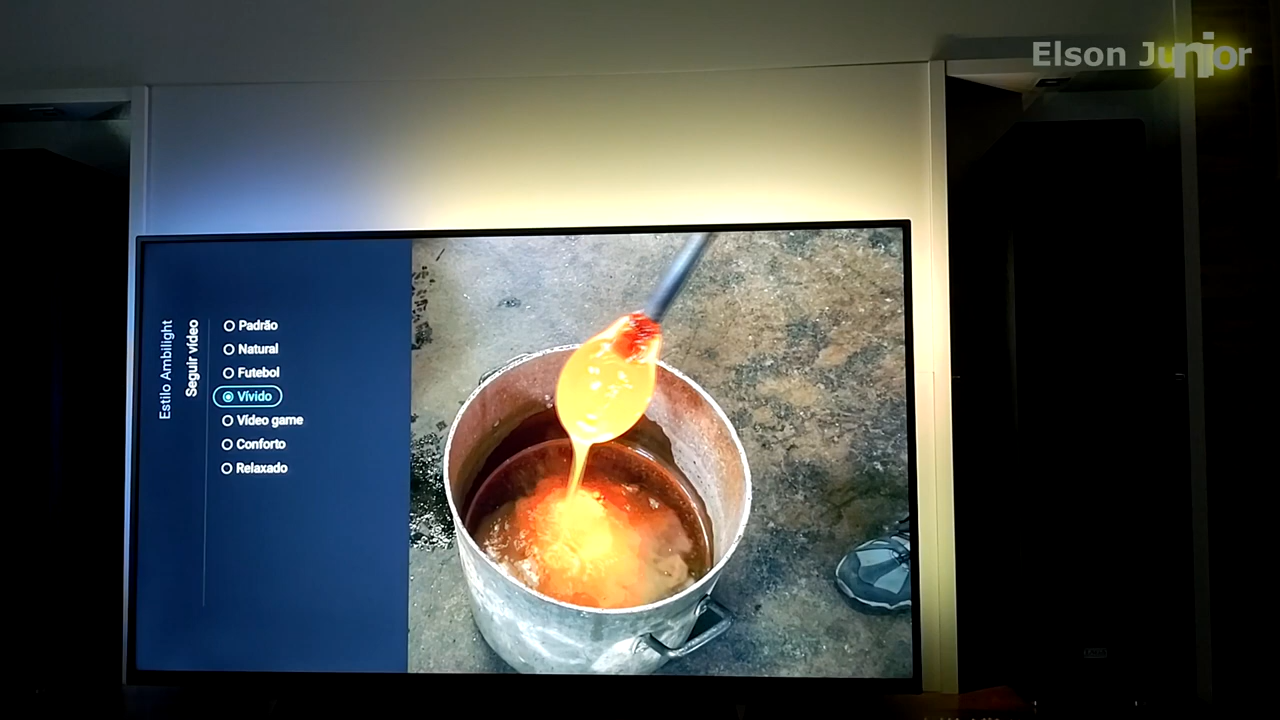 Elson Junior
Estilo Ambilight
Seguir vídeo
Padrão
Natural
Futebol
Vívido
Vídeo game
Conforto
Relaxado